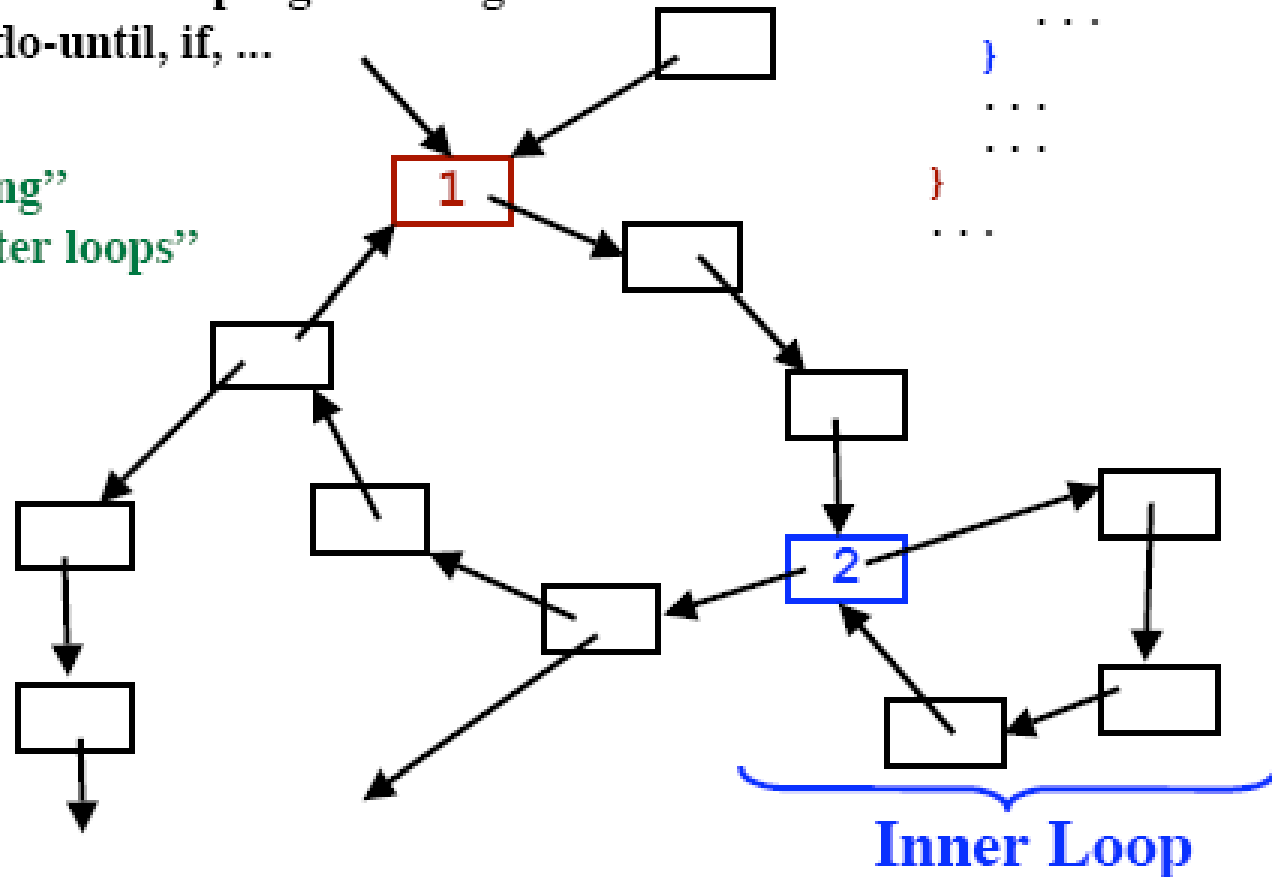 do-until, if, ...
. . .
}
. . .
. . .
}
. . .
ng”
ter loops”
1
2
Inner Loop